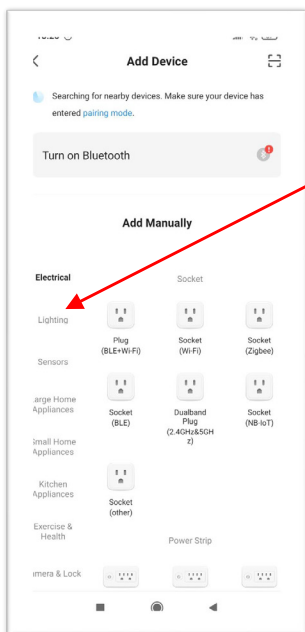 Add Device
Searching for nearby devices. Make sure your device has
entered pairing mode.
Turn on Bluetooth
Add Manually
Electrical
Socket
Lighting
Plug
(BLE+Wi-Fi)
Socket
(Wi-Fi)
Socket
(Zigbee)
Sensors
arge Home
Appliances
Socket
(BLE)
Dualband
Plug
(2.4GHz&5GH
z)
Socket
(NB-IoT)
Small Home
Appliances
Kitchen
Appliances
Socket
(other)
Exercise &
Health
Power Strip
mera & Lock